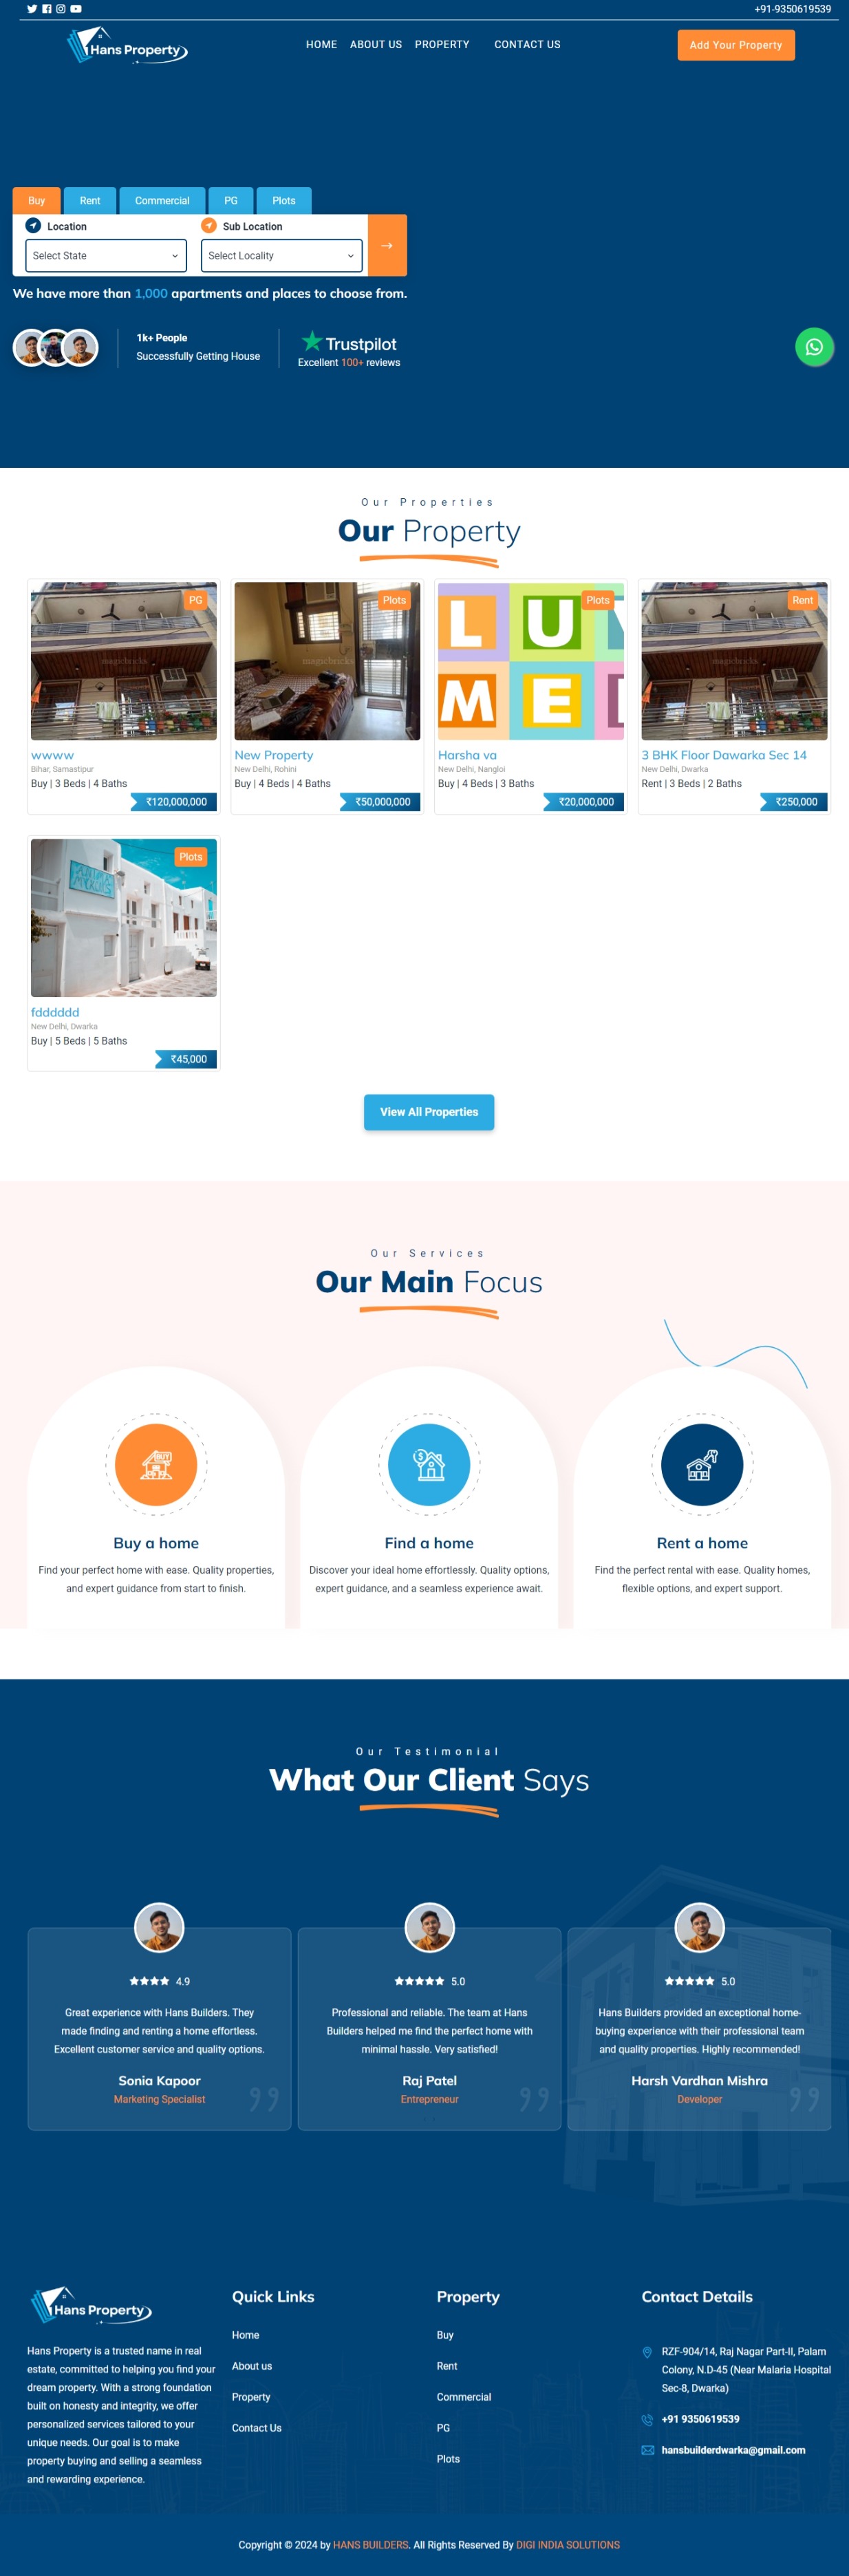 +91-9350619539
Hans Property
HOME ABOUT US PROPERTY CONTACT US
Add Your Property
Buy Rent Commercial PG Plots
Location Sub Location
Select State Select Locality
We have more than 1,000 apartments and places to choose from.
1k+ People
Successfully Getting House
Trustpilot
Excellent 100+ reviews
Our Properties
Our Property
PG
magicbricks
wwww
Bihar, Samastipur
Buy | 3 Beds | 4 Baths
₹120,000,000
Plots
magicbricks
New Property
New Delhi, Rohini
Buy | 4 Beds | 4 Baths
₹50,000,000
Plots
L U
M E
Harsha va
New Delhi, Nangloi
Buy | 4 Beds | 3 Baths
₹20,000,000
Rent
magicbricks
3 BHK Floor Dawarka Sec 14
New Delhi, Dwarka
Rent | 3 Beds | 2 Baths
₹250,000
Plots
fdddddd
New Delhi, Dwarka
Buy | 5 Beds | 5 Baths
₹45,000
View All Properties
Our Services
Our Main Focus
BUY
Buy a home
Find your perfect home with ease. Quality properties,
and expert guidance from start to finish.
$
Find a home
Discover your ideal home effortlessly. Quality options,
expert guidance, and a seamless experience await.
Rent a home
Find the perfect rental with ease. Quality homes,
flexible options, and expert support.
Our Testimonial
What Our Client Says
4.9
Great experience with Hans Builders. They
made finding and renting a home effortless.
Excellent customer service and quality options.
Sonia Kapoor
Marketing Specialist
5.0
Professional and reliable. The team at Hans
Builders helped me find the perfect home with
minimal hassle. Very satisfied!
Raj Patel
Entrepreneur
5.0
Hans Builders provided an exceptional home-
buying experience with their professional team
and quality properties. Highly recommended!
Harsh Vardhan Mishra
Developer
Hans Property
Hans Property is a trusted name in real
estate, committed to helping you find your
dream property. With a strong foundation
built on honesty and integrity, we offer
personalized services tailored to your
unique needs. Our goal is to make
property buying and selling a seamless
and rewarding experience.
Quick Links
Home
About us
Property
Contact Us
Property
Buy
Rent
Commercial
PG
Plots
Contact Details
RZF-904/14, Raj Nagar Part-II, Palam
Colony, N.D-45 (Near Malaria Hospital
Sec-8, Dwarka)
+91 9350619539
hansbuilderdwarka@gmail.com
Copyright © 2024 by HANS BUILDERS. All Rights Reserved By DIGI INDIA SOLUTIONS